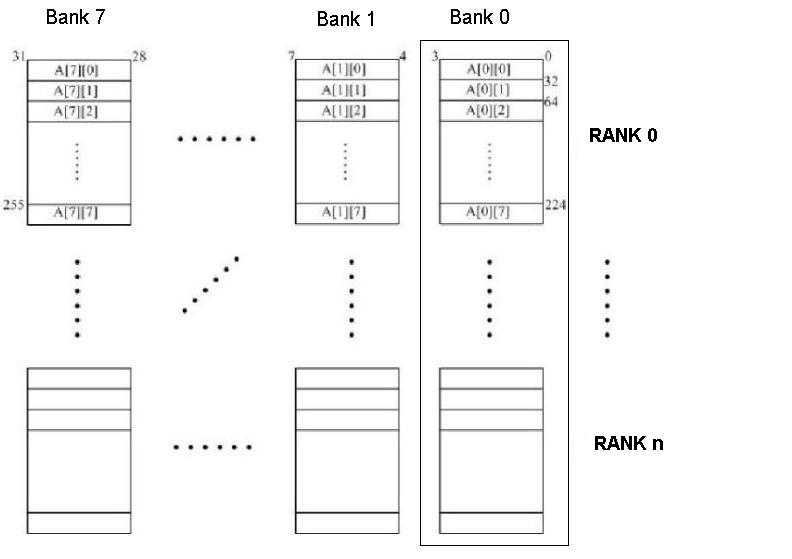 Bank 7 Bank 1 Bank 0
31 28 7 4 3 0
A[7][0] A[1][0] A[0][0]
32
A[7][1] A[1][1] A[0][1]
64
A[7][2] A[1][2] A[0][2]
RANK 0
255 A[7][7] A[1][7] A[0][7] 224
RANK n